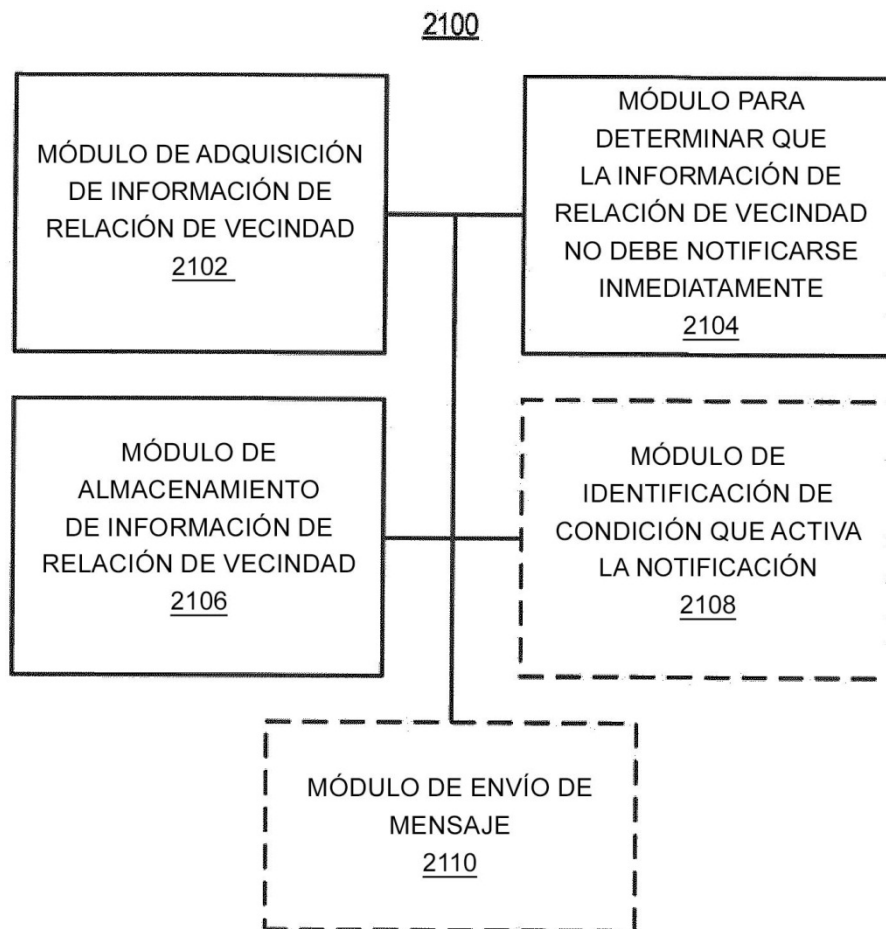 2100
MÓDULO DE ADQUISICIÓN
DE INFORMACIÓN DE
RELACIÓN DE VECINDAD
2102
MÓDULO PARA
DETERMINAR QUE
LA INFORMACIÓN DE
RELACIÓN DE VECINDAD
NO DEBE NOTIFICARSE
INMEDIATAMENTE
2104
MÓDULO DE
ALMACENAMIENTO
DE INFORMACIÓN DE
RELACIÓN DE VECINDAD
2106
MÓDULO DE
IDENTIFICACIÓN DE
CONDICIÓN QUE ACTIVA
LA NOTIFICACIÓN
2108
MÓDULO DE ENVÍO DE
MENSAJE
2110